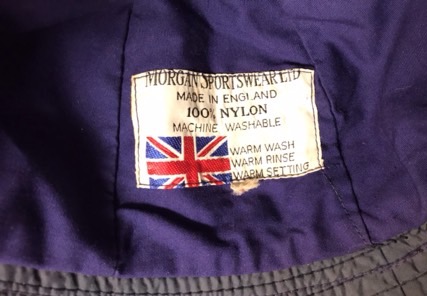 MORGAN SPORTSWEAR LTD
MADE IN ENGLAND
100% NYLON
MACHINE WASHABLE
WARM WASH
WARM RINSE
WARM SETTING